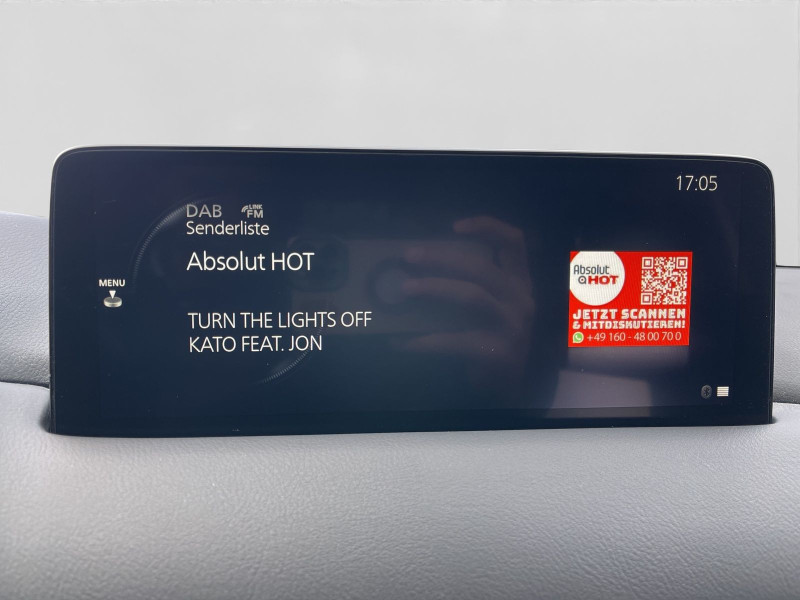 17:05
DAB LINK FM
Senderliste
Absolut HOT
MENU
TURN THE LIGHTS OFF
KATO FEAT. JON
Absolut
HOT
JETZT SCANNEN
& MITDISKUTIEREN!
+49 160 - 48 00 70 0